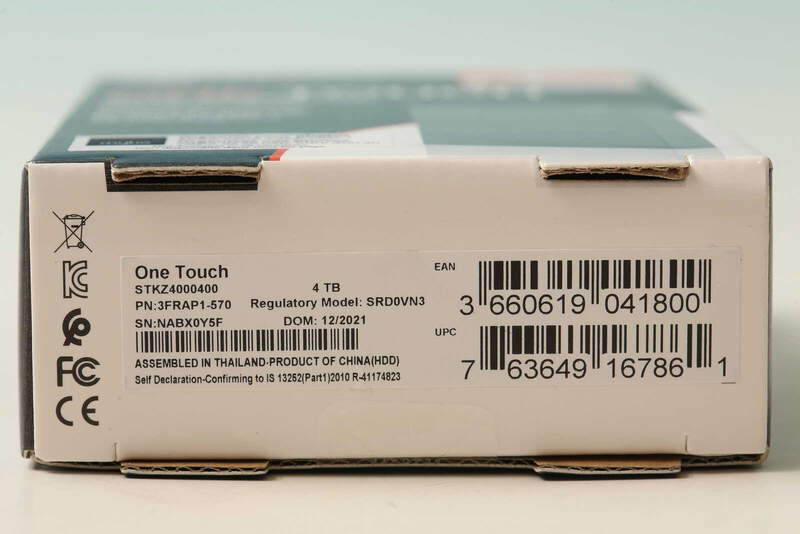 One Touch
STKZ4000400 4 TB
PN:3FRAP1-570 Regulatory Model: SRD0VN3
SN:NABX0Y5F DOM: 12/2021
ASSEMBLED IN THAILAND-PRODUCT OF CHINA(HDD)
Self Declaration-Confirming to IS 13252(Part1)2010 R-41174823
EAN
3 660619 041800
UPC
7 63649 16786 1
FC
CE